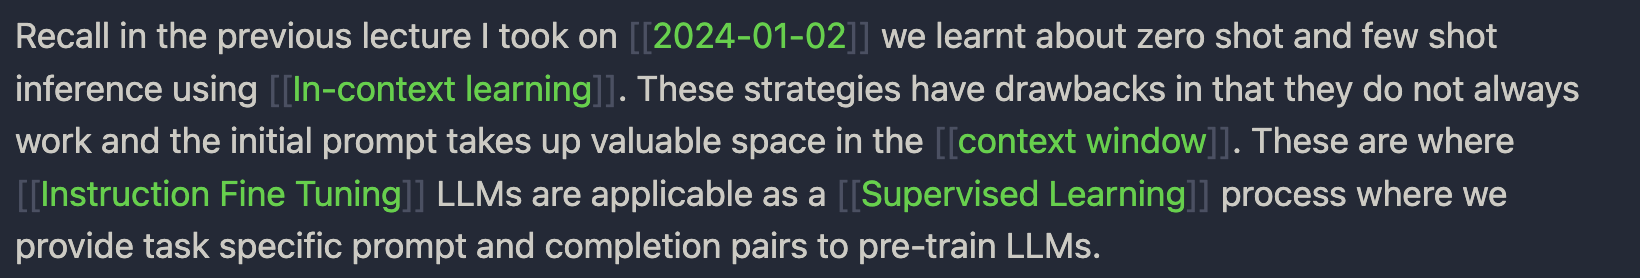 Recall in the previous lecture I took on [[2024-01-02]] we learnt about zero shot and few shot
inference using [[In-context learning]]. These strategies have drawbacks in that they do not always
work and the initial prompt takes up valuable space in the [[context window]]. These are where
[[Instruction Fine Tuning]] LLMs are applicable as a [[Supervised Learning]] process where we
provide task specific prompt and completion pairs to pre-train LLMs.